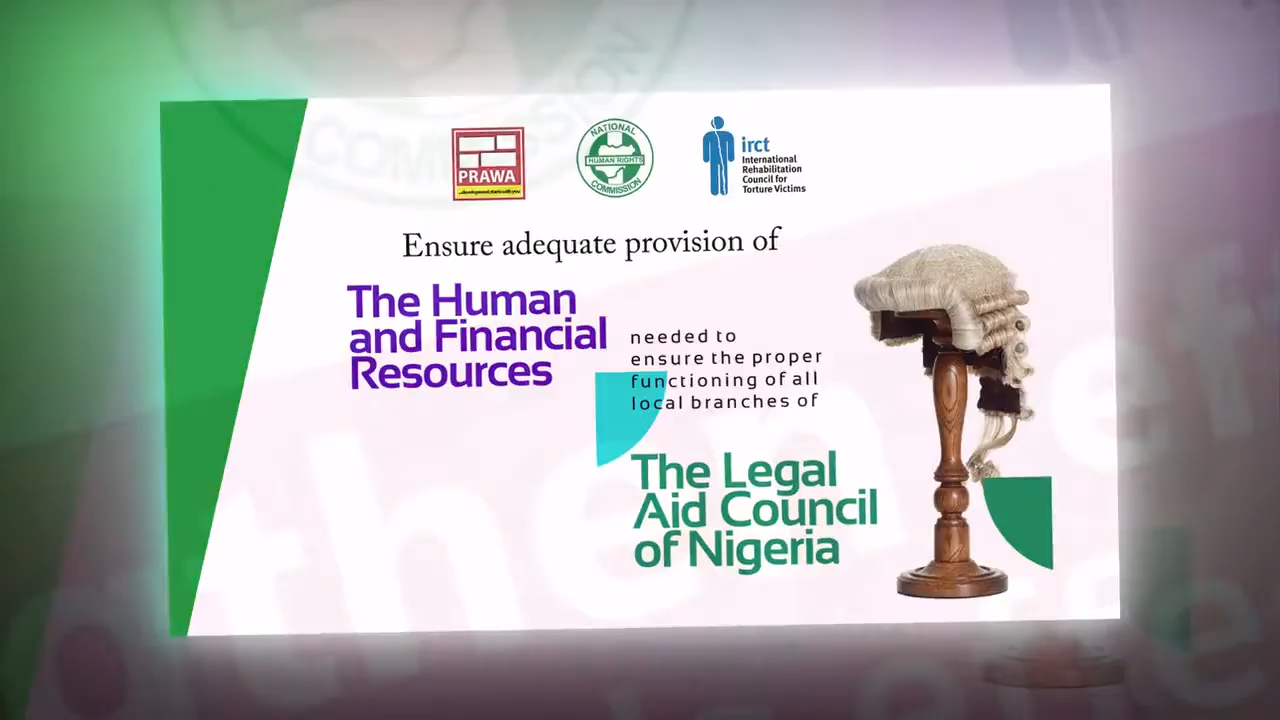 COMMISSION
PRAWA
...development starts with you
NATIONAL
HUMAN RIGHTS
COMMISSION
irct
International
Rehabilitation
Council for
Torture Victims
Ensure adequate provision of
The Human
and Financial
Resources
needed to
ensure the proper
functioning of all
local branches of
The Legal
Aid Council
of Nigeria